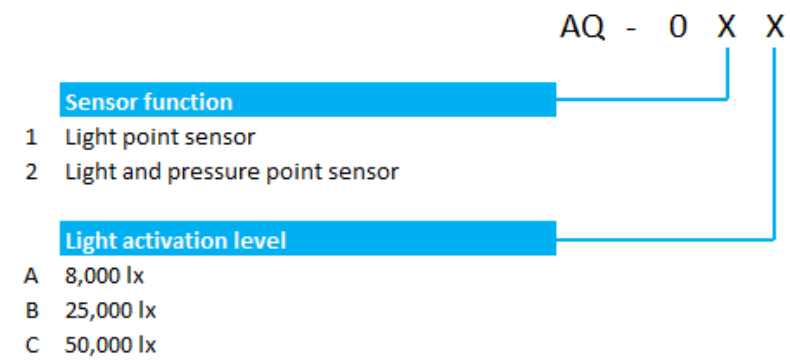 AQ - 0 X X
Sensor function
1 Light point sensor
2 Light and pressure point sensor
Light activation level
A 8,000 lx
B 25,000 lx
C 50,000 lx